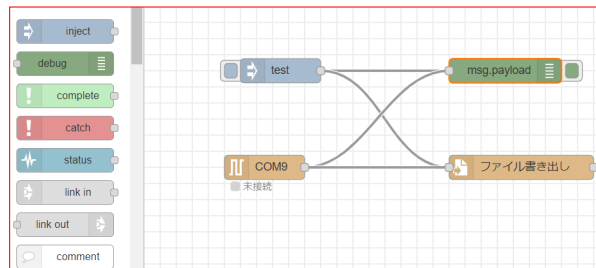 inject
debug
complete
catch
status
link in
link out
comment
test
msg.payload
COM9
未接続
ファイル書き出し